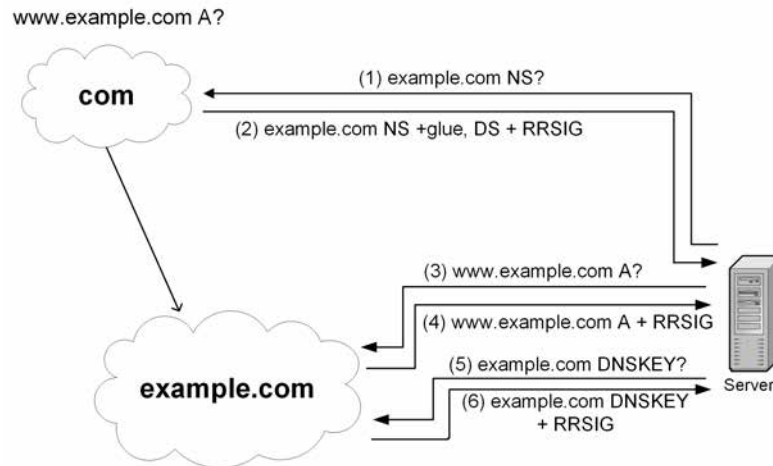 www.example.com A?
com
(1) example.com NS?
(2) example.com NS +glue, DS + RRSIG
(3) www.example.com A?
(4) www.example.com A + RRSIG
(5) example.com DNSKEY?
example.com
(6) example.com DNSKEY
+ RRSIG
Server